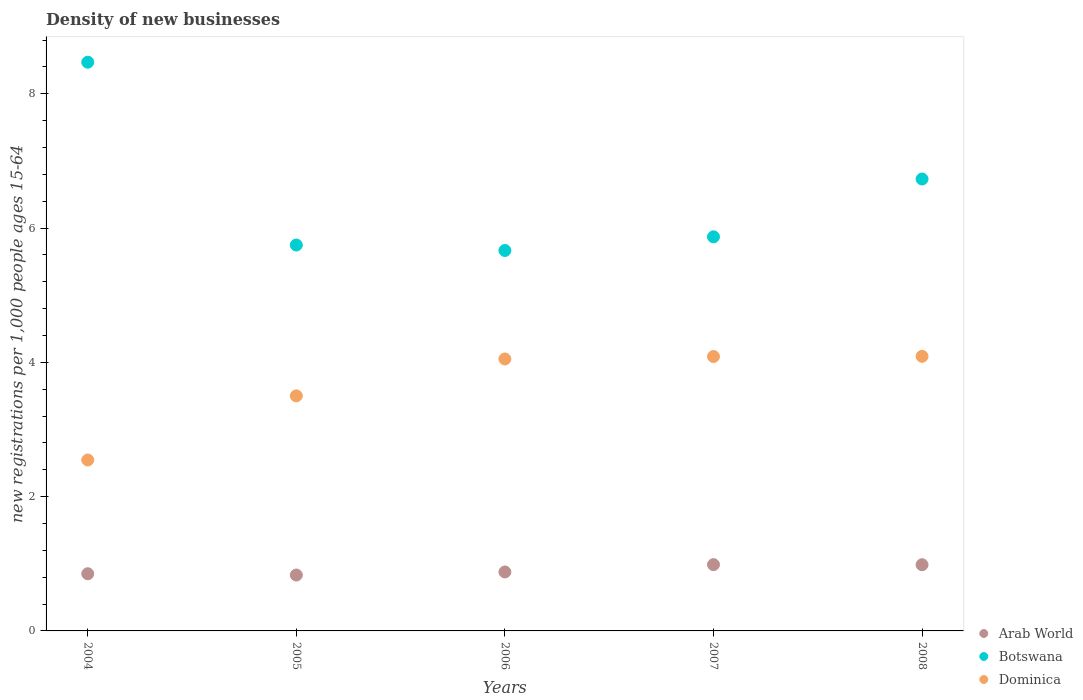 Density of new businesses
new registrations per 1,000 people ages 15-64
8
6
4
2
0
2004
2005
2006
2007
2008
Years
Arab World
Botswana
Dominica